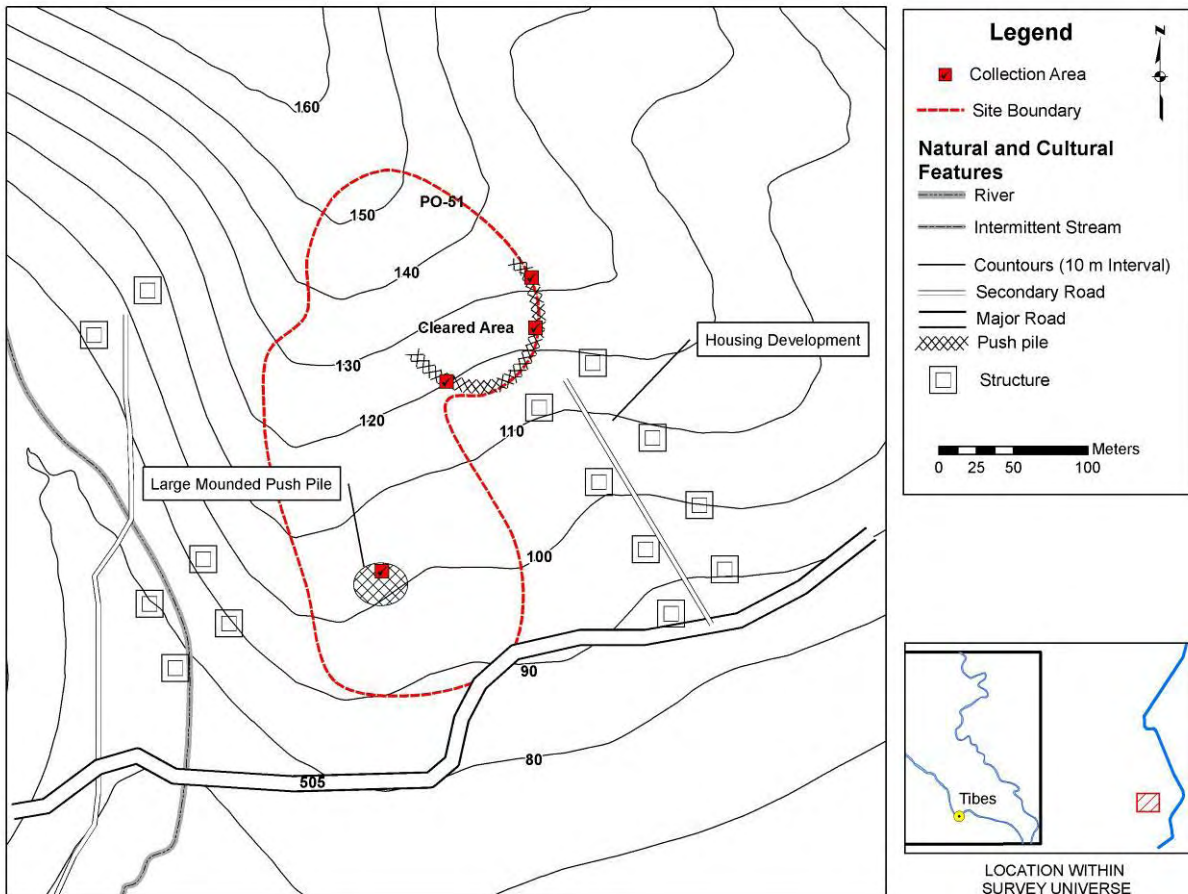 160
PO-51
150
140
Cleared Area
Housing Development
130
120
110
Large Mounded Push Pile
100
90
80
505
Legend
N
Collection Area
Site Boundary
Natural and Cultural
Features
River
Intermittent Stream
Countours (10 m Interval)
Secondary Road
Major Road
Push pile
Structure
Meters
0 25 50 100
Tibes
LOCATION WITHIN
SURVEY UNIVERSE